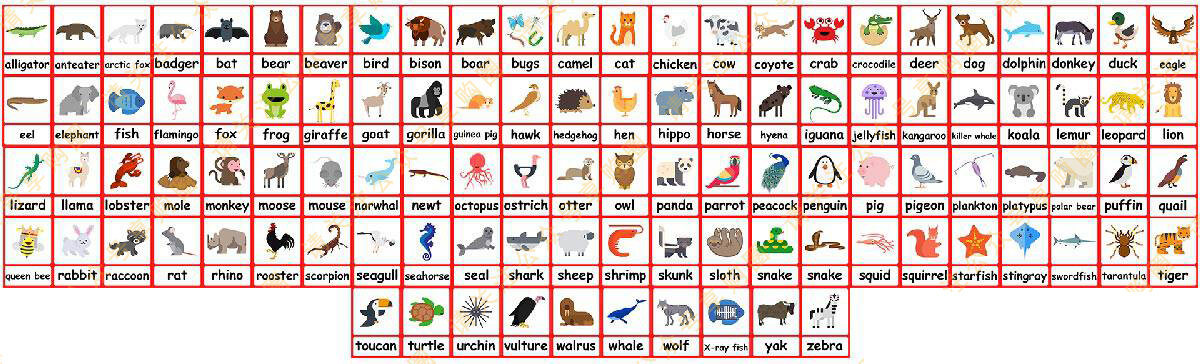 alligator anteater arctic fox badger bat bear beaver bird bison boar bugs camel cat chicken cow coyote crab crocodile deer dog dolphin donkey duck eagle
eel elephant fish flamingo fox frog giraffe goat gorilla guinea pig hawk hedgehog hen hippo horse hyena iguana jellyfish kangaroo killer whale koala lemur leopard lion
lizard llama lobster mole monkey moose mouse narwhal newt octopus ostrich otter owl panda parrot peacock penguin pig pigeon plankton platypus polar bear puffin quail
queen bee rabbit raccoon rat rhino rooster scorpion seagull seahorse seal shark sheep shrimp skunk sloth snake snake squid squirrel starfish stingray swordfish tarantula tiger
toucan turtle urchin vulture walrus whale wolf X-ray fish yak zebra